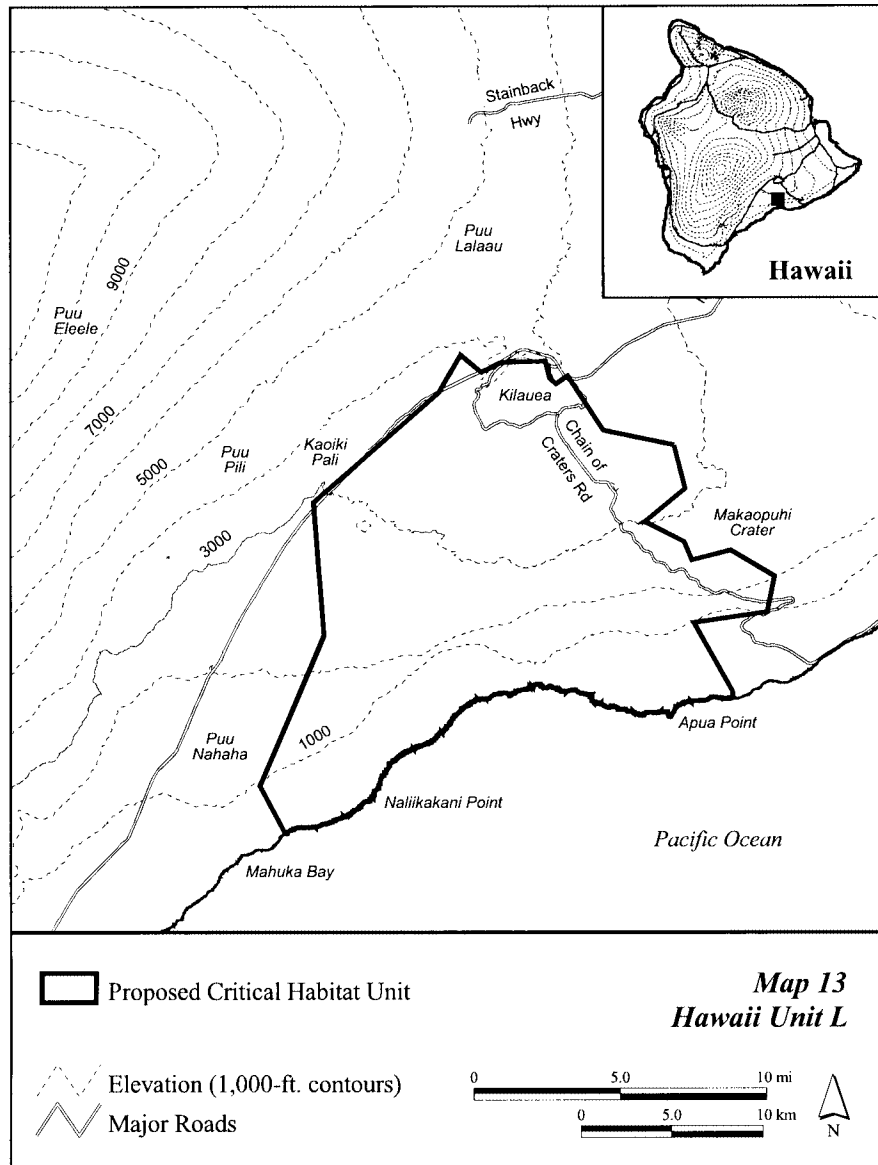 Stainback
Hwy
Hawaii
Puu
Lalaau
9000
Puu
Eleele
7000
Kilauea
Kaoiki
Pali
Puu
Pili
5000
Chain of
Craters Rd
Makaopuhi
Crater
3000
Apua Point
Puu
Nahaha
1000
Naliikakani Point
Pacific Ocean
Mahuka Bay
Proposed Critical Habitat Unit
Map 13
Hawaii Unit L
Elevation (1,000-ft. contours)
Major Roads
0 5.0 10 mi
0 5.0 10 km
N